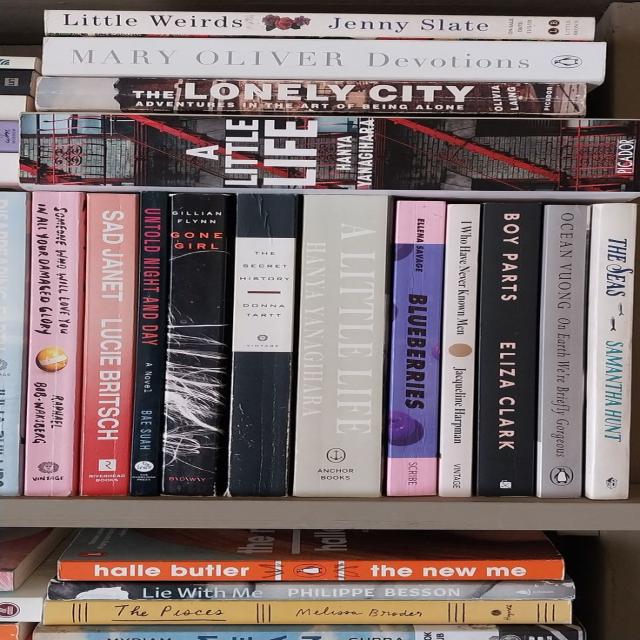 Little Weirds Jenny Slate
MARY OLIVER Devotions
THE LONELY CITY
ADVENTURES IN THE ART OF BEING ALONE
OLIVIA LAING
PICADOR
A LITTLE LIFE
HANYA YANAGIHARA
PICADOR
SOMEONE WHO WILL LOVE YOU
IN ALL YOUR DAMAGED GLORY
RAPHAEL
BOB-WAKSBERG
VINTAGE
SAD JANET LUCIE BRITSCH
RIVERHEAD
BOOKS
UNTOLD NIGHT AND DAY
A Novel
BAE SUAH
GILLIAN
FLYNN
GONE
GIRL
THE
SECRET
HISTORY
DONNA
TARTT
VINTAGE
A LITTLE LIFE
HANYA YANAGIHARA
ANCHOR
BOOKS
ELLENA SAVAGE
BLUEBERRIES
SCRIBE
I Who Have Never Known Men
Jacqueline Harpman
VINTAGE
BOY PARTS ELIZA CLARK
OCEAN VUONG On Earth We're Briefly Gorgeous
THE SEAS SAMANTHA HUNT
halle butler the new me
Lie With Me PHILIPPE BESSON
The Pisces Melissa Broder